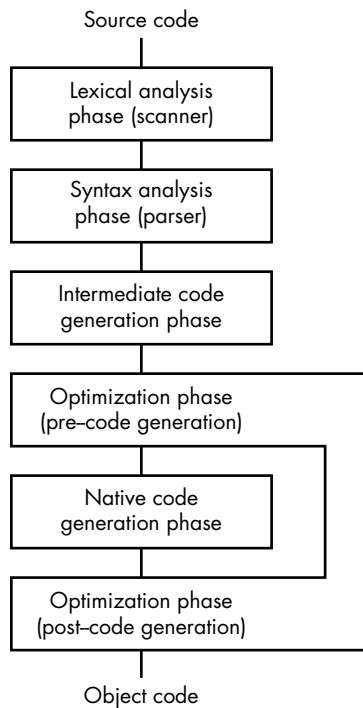 Source code
Lexical analysis
phase (scanner)
Syntax analysis
phase (parser)
Intermediate code
generation phase
Optimization phase
(pre–code generation)
Native code
generation phase
Optimization phase
(post–code generation)
Object code